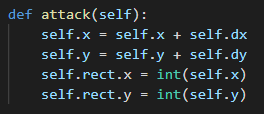 def attack(self):
    self.x = self.x + self.dx
    self.y = self.y + self.dy
    self.rect.x = int(self.x)
    self.rect.y = int(self.y)